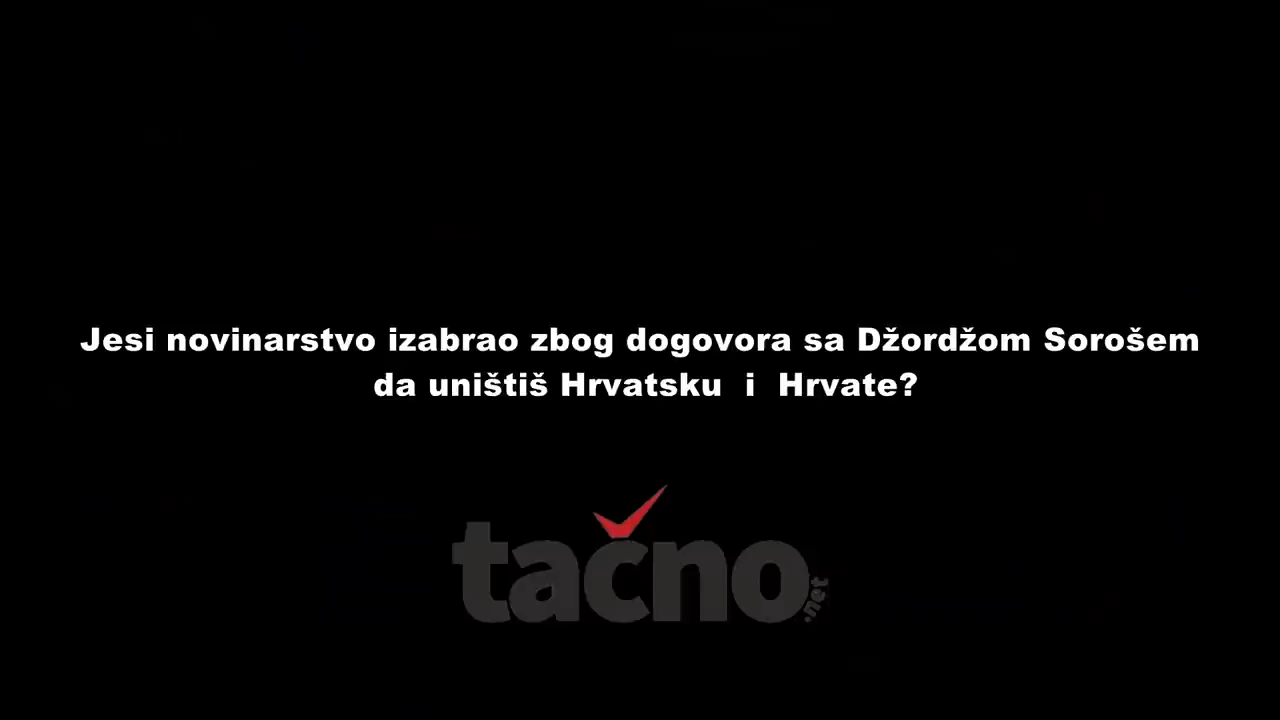 Jesi novinarstvo izabrao zbog dogovora sa Džordžom Sorošem
da uništiš Hrvatsku i Hrvate?
tačno.net